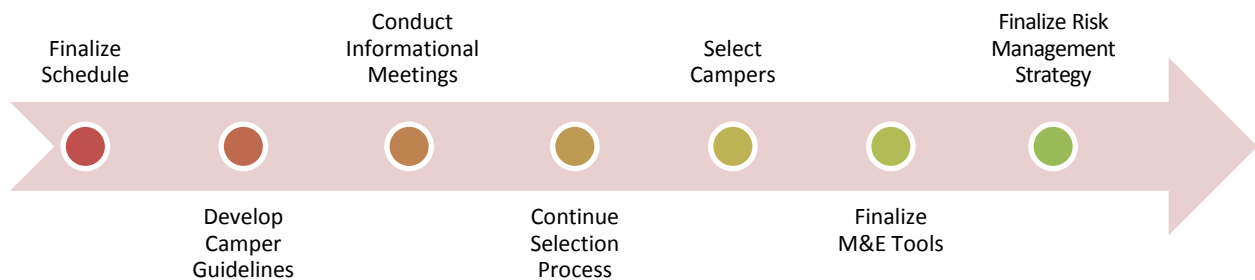 Finalize
Schedule
Develop
Camper
Guidelines
Conduct
Informational
Meetings
Continue
Selection
Process
Select
Campers
Finalize
M&E Tools
Finalize Risk
Management
Strategy